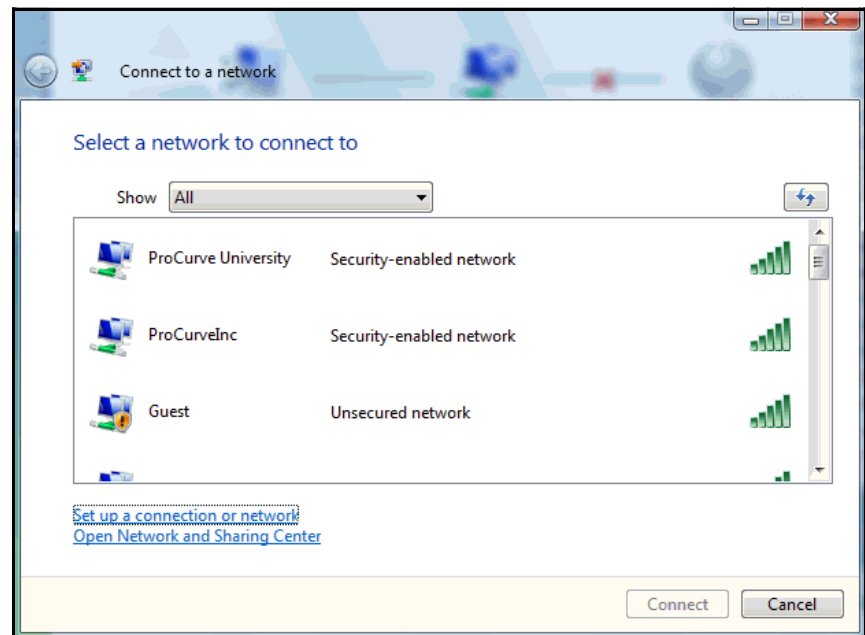 Connect to a network
Select a network to connect to
Show All
ProCurve University Security-enabled network
ProCurveInc Security-enabled network
Guest Unsecured network
Set up a connection or network
Open Network and Sharing Center
Connect Cancel